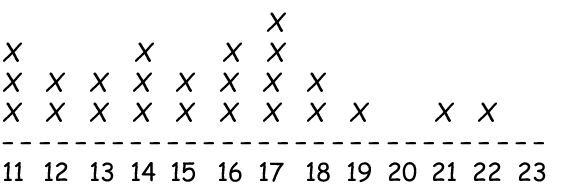 X
X X X X
X X X X X X X X
X X X X X X X X X X X
- - - - - - - - - - - - - - - - - - - - - - - - - - - - - - - -
11 12 13 14 15 16 17 18 19 20 21 22 23